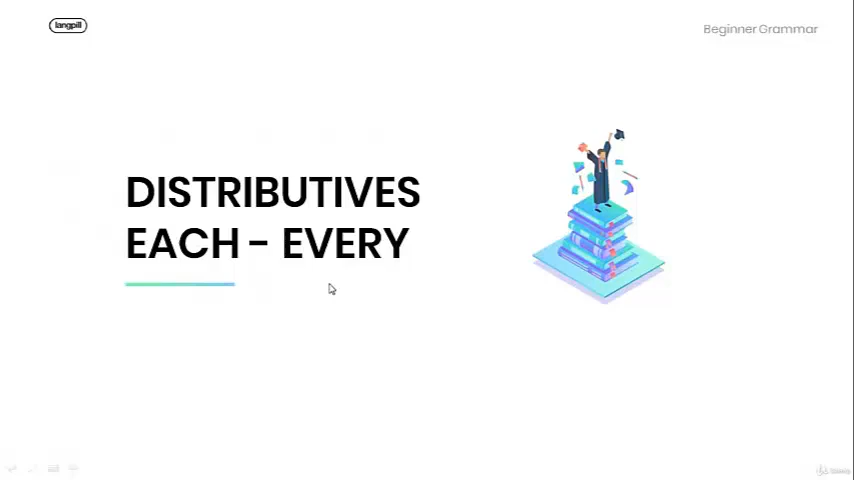 langpill
Beginner Grammar
DISTRIBUTIVES
EACH - EVERY